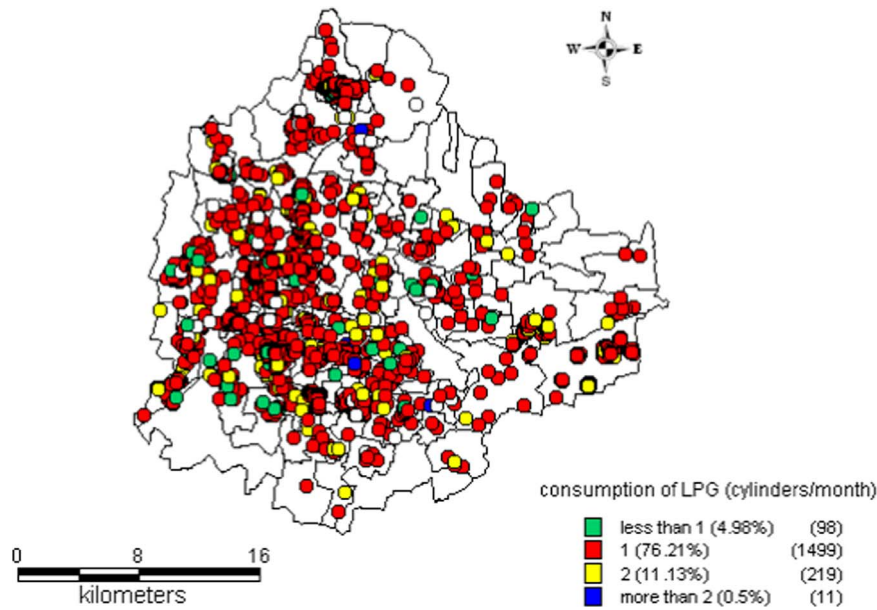 N
W E
S
consumption of LPG (cylinders/month)
less than 1 (4.98%) (98)
1 (76.21%) (1499)
2 (11.13%) (219)
more than 2 (0.5%) (11)
0 8 16
kilometers